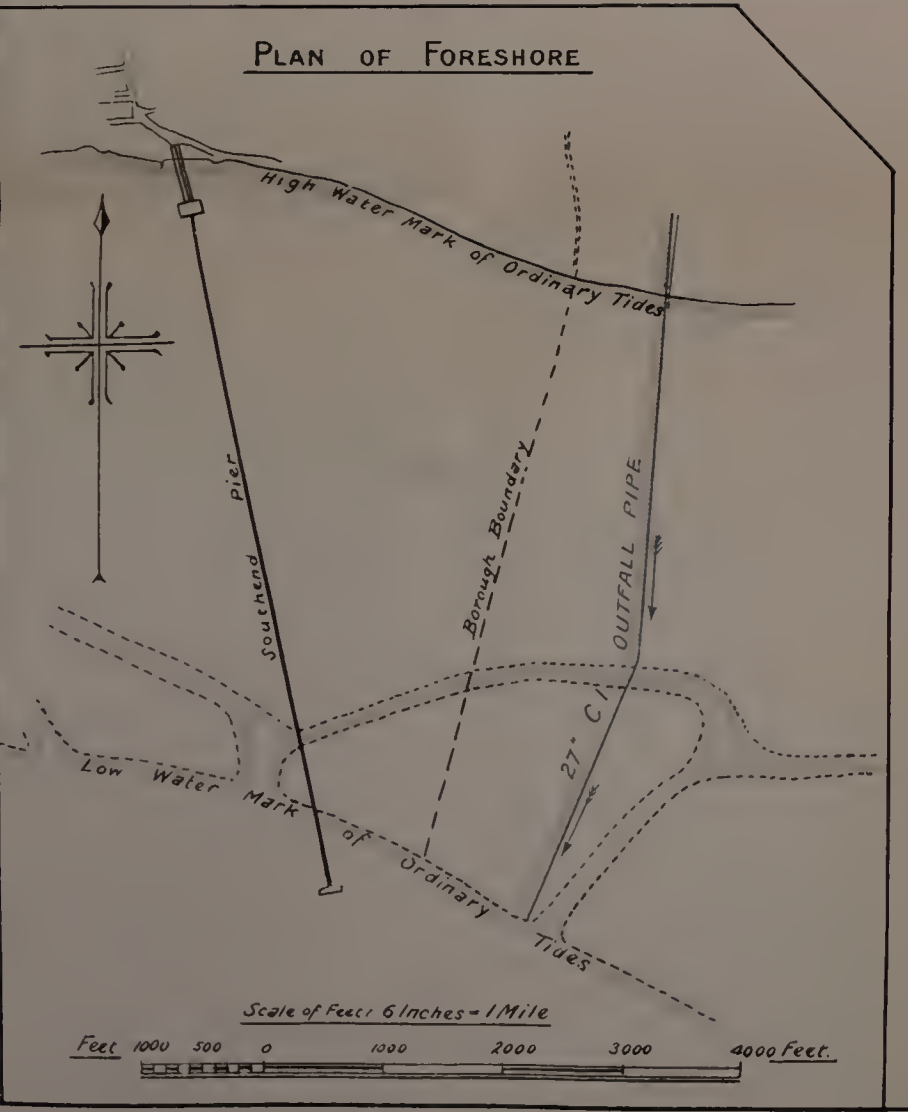 PLAN OF FORESHORE
High Water Mark of Ordinary Tides
Southend Pier
Borough Boundary
27" C I OUTFALL PIPE
Low Water Mark of Ordinary Tides
Scale of Feet: 6 Inches = 1 Mile
Feet 1000 500 0 1000 2000 3000 4000 Feet.